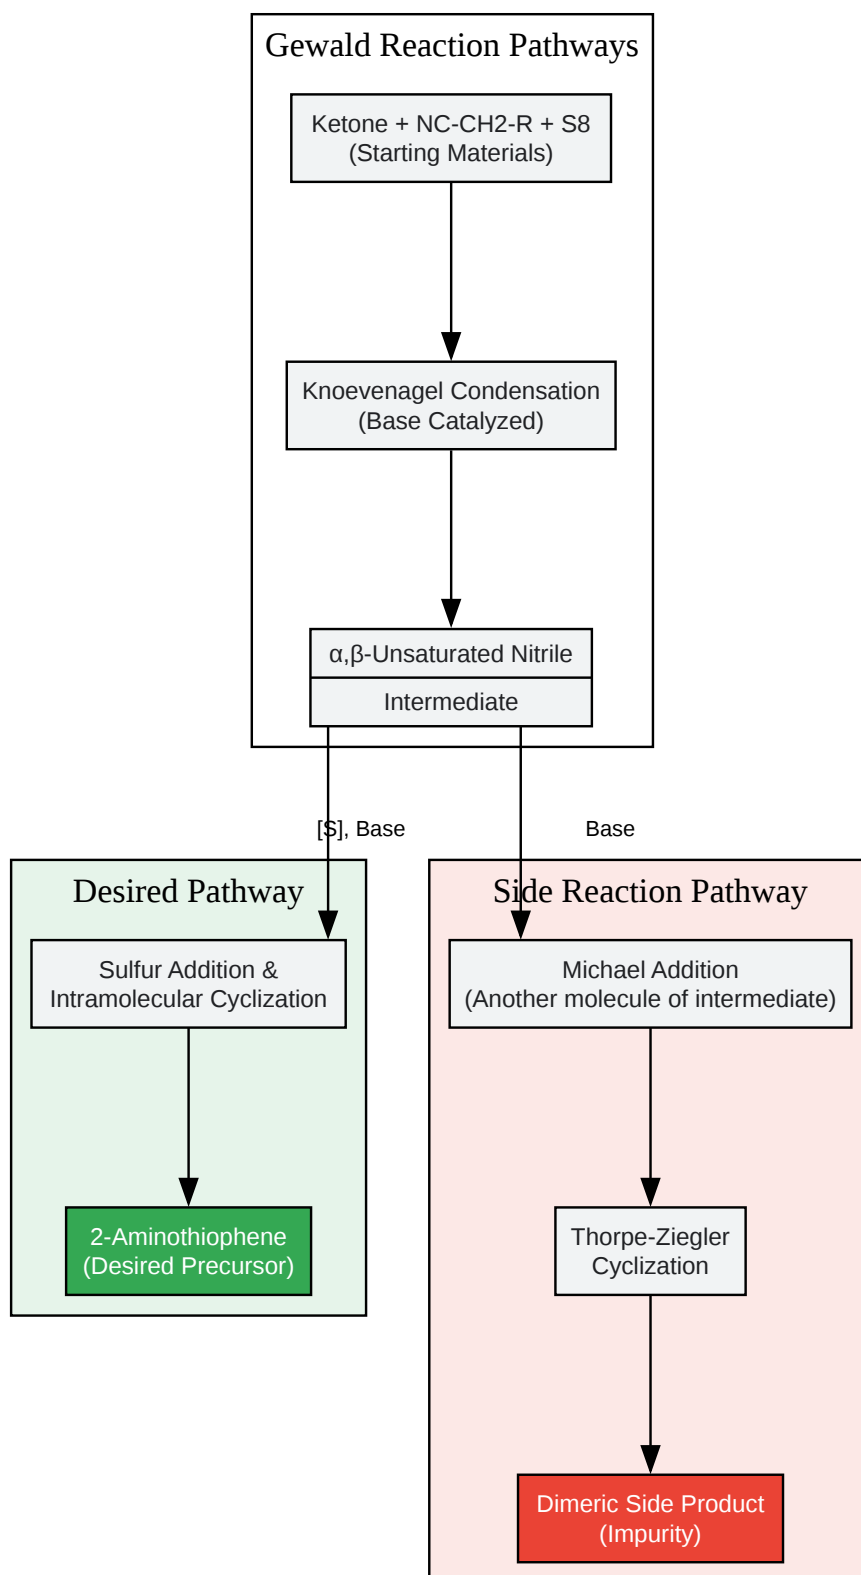 Gewald Reaction Pathways
Ketone + NC-CH2-R + S8
(Starting Materials)
Knoevenagel Condensation
(Base Catalyzed)
α,β-Unsaturated Nitrile
Intermediate
[S], Base
Base
Desired Pathway
Side Reaction Pathway
Sulfur Addition &
Intramolecular Cyclization
Michael Addition
(Another molecule of intermediate)
2-Aminothiophene
(Desired Precursor)
Thorpe-Ziegler
Cyclization
Dimeric Side Product
(Impurity)